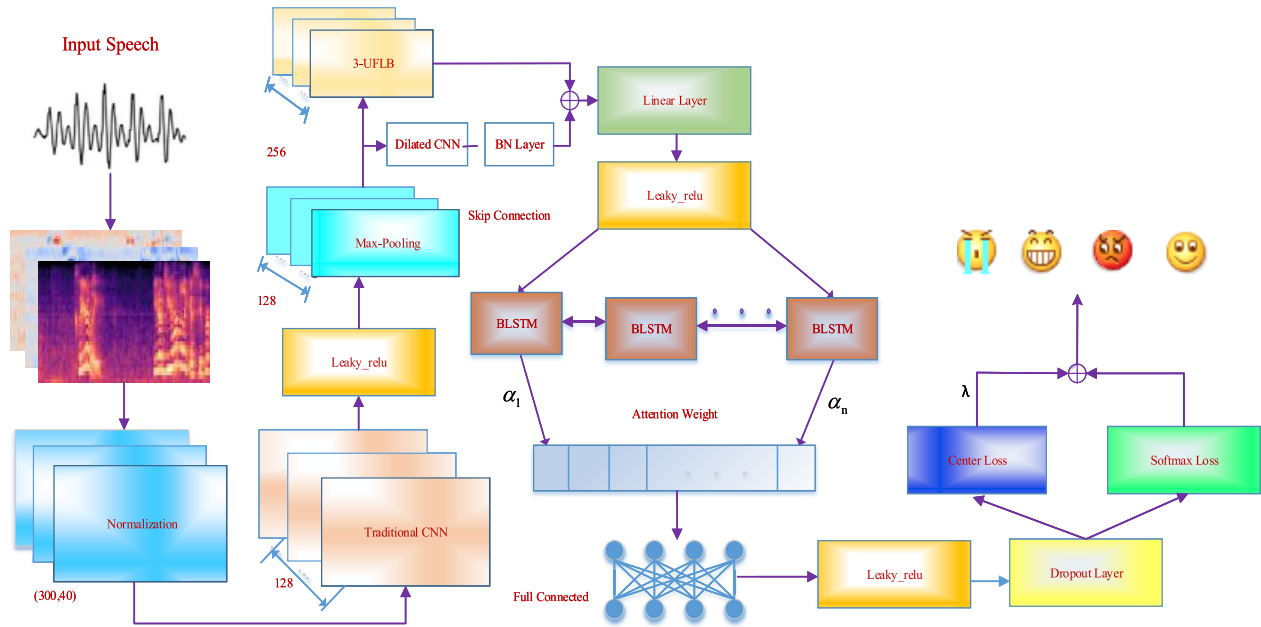 Input Speech
Normalization
(300,40)
Traditional CNN
128
Leaky_relu
Max-Pooling
128
Skip Connection
3-UFLB
256
Dilated CNN
BN Layer
Linear Layer
Leaky_relu
BLSTM
BLSTM
BLSTM
α1
αn
Attention Weight
Full Connected
Leaky_relu
Dropout Layer
Center Loss
Softmax Loss
λ